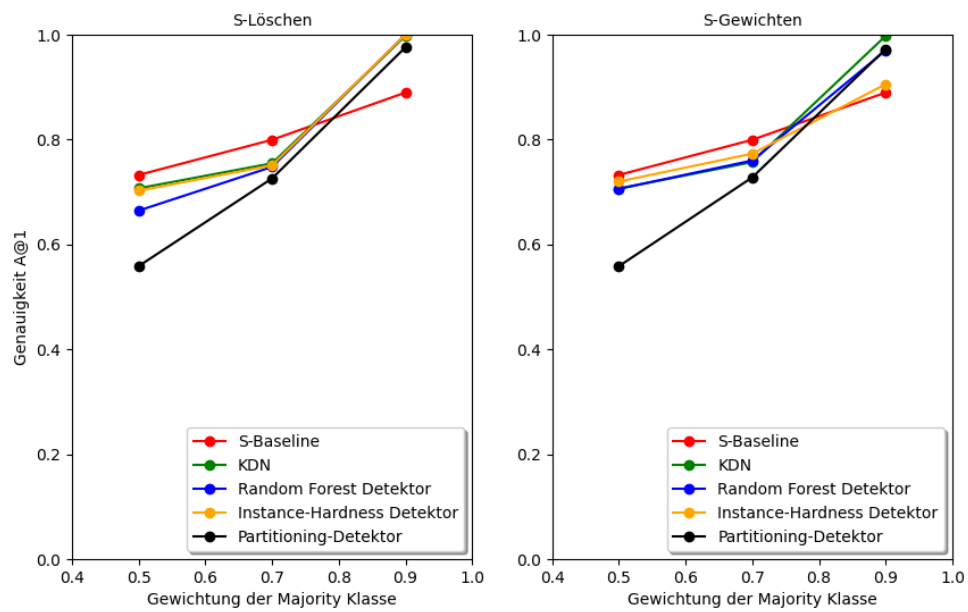 S-Löschen
1.0
0.8
0.6
0.4
0.2
0.0
Genauigkeit A@1
0.4 0.5 0.6 0.7 0.8 0.9 1.0
Gewichtung der Majority Klasse
S-Baseline
KDN
Random Forest Detektor
Instance-Hardness Detektor
Partitioning-Detektor
S-Gewichten
1.0
0.8
0.6
0.4
0.2
0.0
0.4 0.5 0.6 0.7 0.8 0.9 1.0
Gewichtung der Majority Klasse
S-Baseline
KDN
Random Forest Detektor
Instance-Hardness Detektor
Partitioning-Detektor